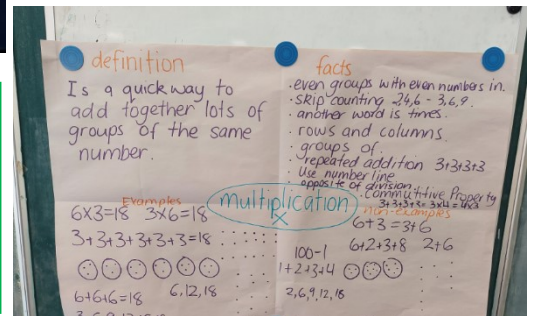 definition
Is a quick way to
add together lots of
groups of the same
number.
facts
·even groups with even numbers in.
·Skip counting 2,4,6 - 3,6,9.
· another word is times.
· rows and columns
· groups of.
· repeated addition 3+3+3+3
· Use number line
· opposite of division
· Commutitive Property
3+3+3+3= 3x4=4x3
multiplication
x
Examples
6x3=18 3x6=18
3+3+3+3+3+3=18
6+6+6=18 6,12,18
non-examples
6+3=3+6
100-1 6+2+3+8 2+6
1+2+3+4
2,6,9,12,18